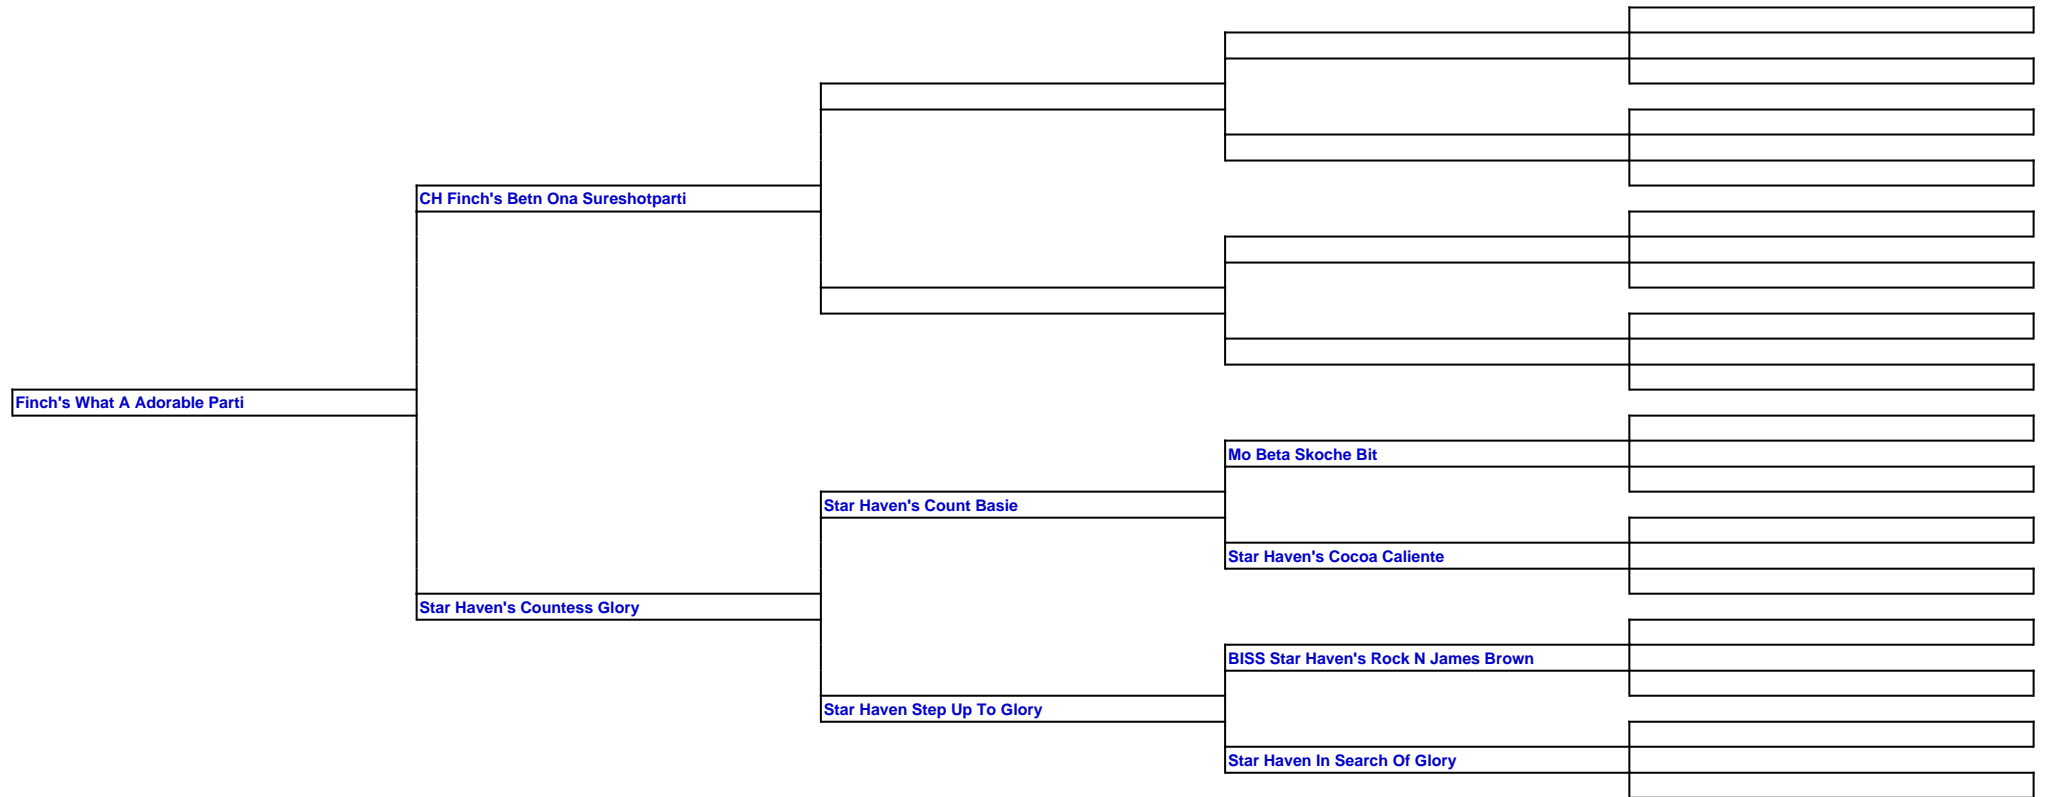 CH Finch's Betn Ona Sureshotparti
Finch's What A Adorable Parti
Mo Beta Skoche Bit
Star Haven's Count Basie
Star Haven's Cocoa Caliente
Star Haven's Countess Glory
BISS Star Haven's Rock N James Brown
Star Haven Step Up To Glory
Star Haven In Search Of Glory